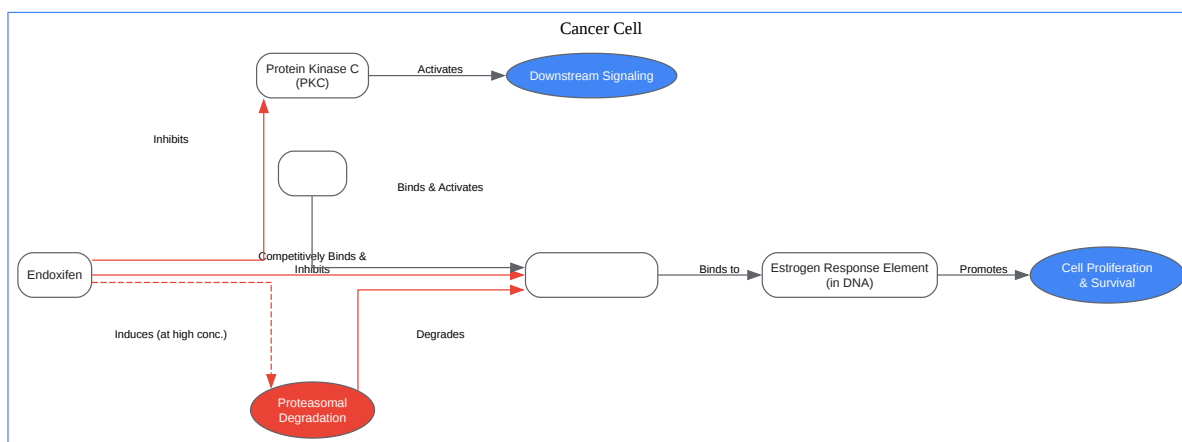 Cancer Cell
Protein Kinase C
(PKC)
Activates
Downstream Signaling
Inhibits
Binds & Activates
Competitively Binds &
Inhibits
Endoxifen
Binds to
Estrogen Response Element
(in DNA)
Promotes
Cell Proliferation
& Survival
Induces (at high conc.)
Degrades
Proteasomal
Degradation